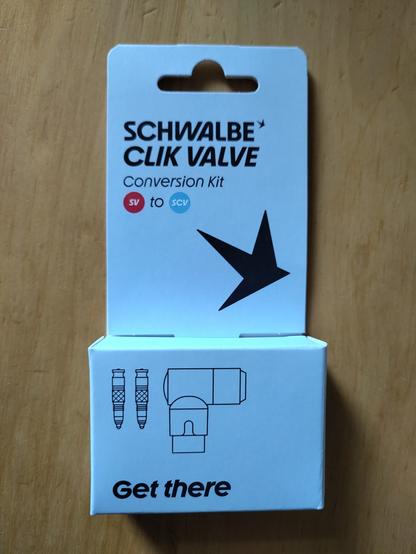 SCHWALBE
CLIK VALVE
Conversion Kit
SV to SCV
Get there